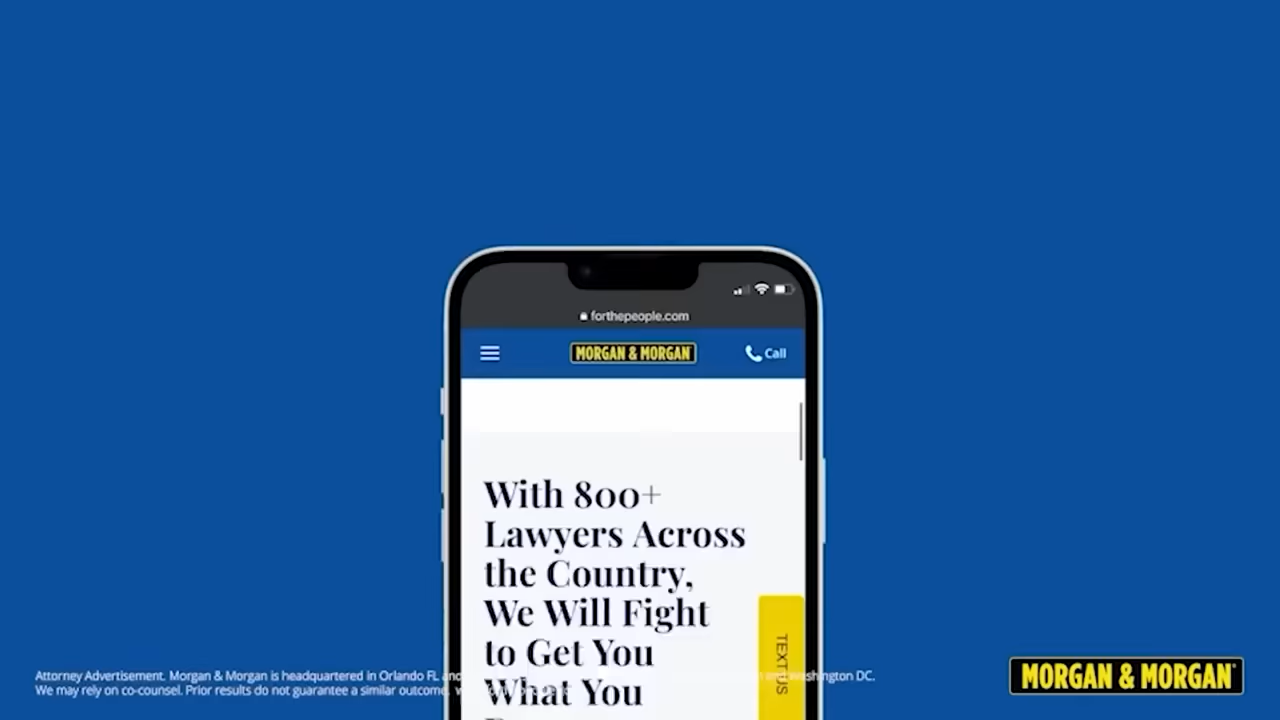 forthepeople.com
MORGAN & MORGAN
Call
With 800+
Lawyers Across
the Country,
We Will Fight
to Get You
What You
TEXT US
Attorney Advertisement. Morgan & Morgan is headquartered in Orlando FL and Washington DC.
We may rely on co-counsel. Prior results do not guarantee a similar outcome.
MORGAN & MORGAN